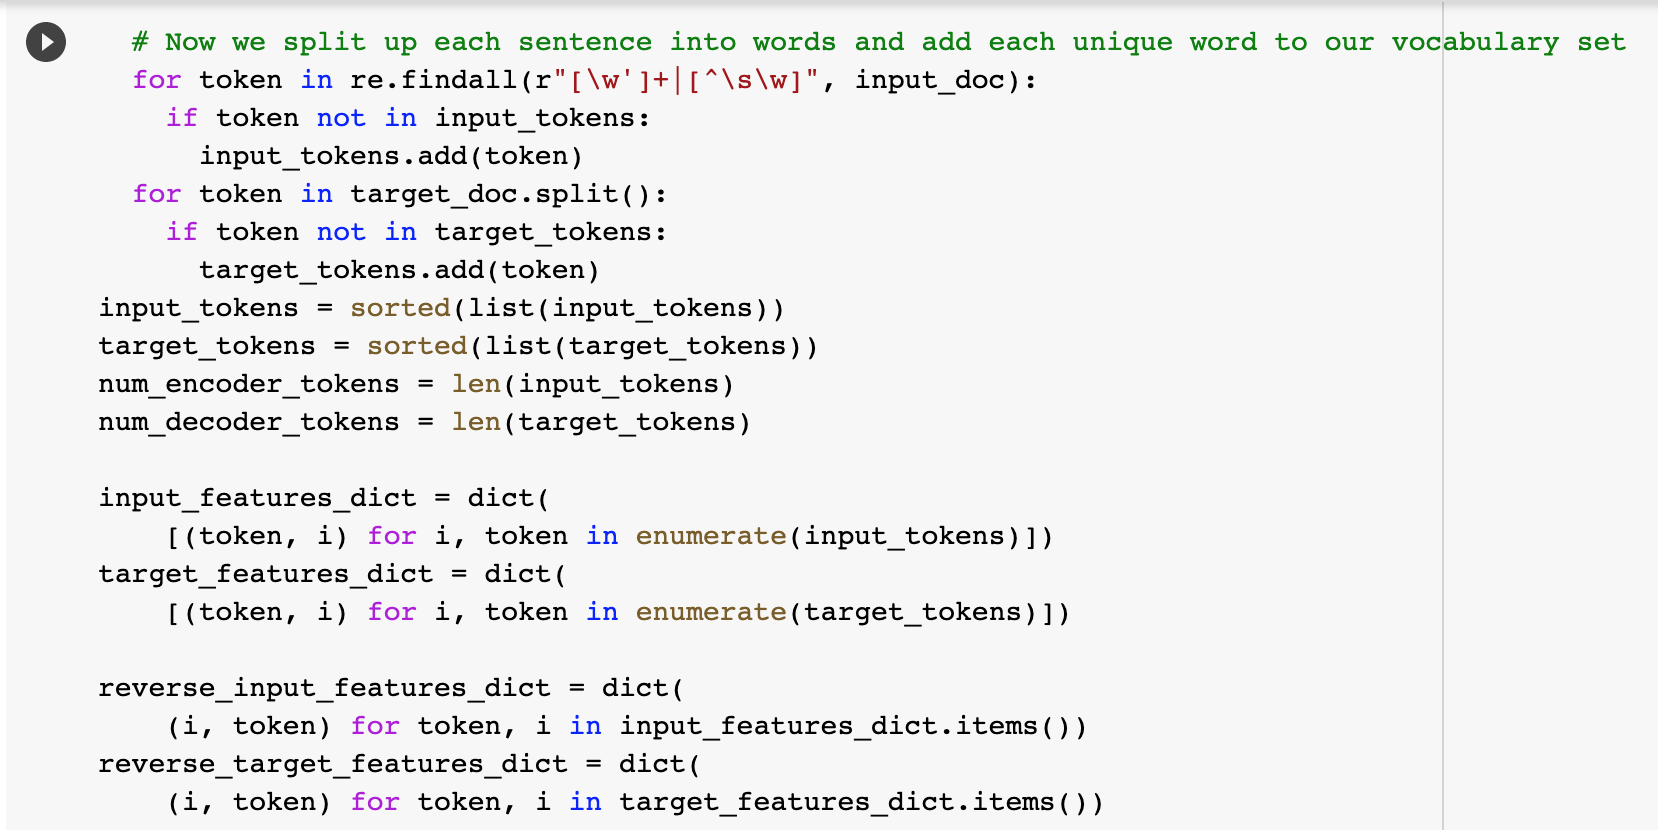 # Now we split up each sentence into words and add each unique word to our vocabulary set
for token in re.findall(r"[\w']+|[^\s\w]", input_doc):
if token not in input_tokens:
input_tokens.add(token)
for token in target_doc.split():
if token not in target_tokens:
target_tokens.add(token)
input_tokens = sorted(list(input_tokens))
target_tokens = sorted(list(target_tokens))
num_encoder_tokens = len(input_tokens)
num_decoder_tokens = len(target_tokens)
input_features_dict = dict(
[(token, i) for i, token in enumerate(input_tokens)])
target_features_dict = dict(
[(token, i) for i, token in enumerate(target_tokens)])
reverse_input_features_dict = dict(
(i, token) for token, i in input_features_dict.items())
reverse_target_features_dict = dict(
(i, token) for token, i in target_features_dict.items())